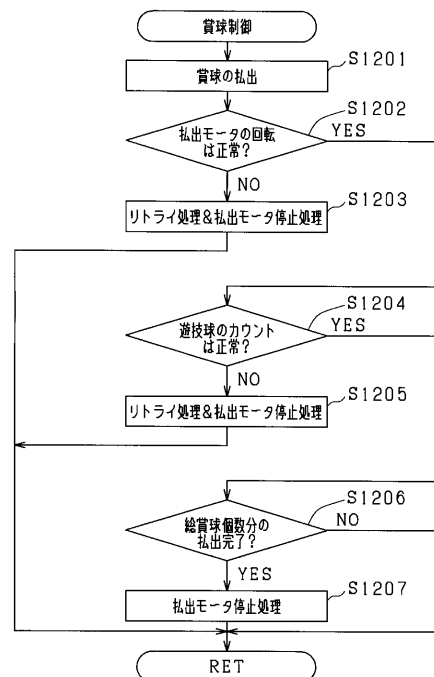 賞球制御
S1201
賞球の払出
S1202
払出モータの回転
は正常?
YES
NO
S1203
リトライ処理&払出モータ停止処理
S1204
遊技球のカウント
は正常?
YES
NO
S1205
リトライ処理&払出モータ停止処理
S1206
総賞球個数分の
払出完了?
NO
YES
S1207
払出モータ停止処理
RET